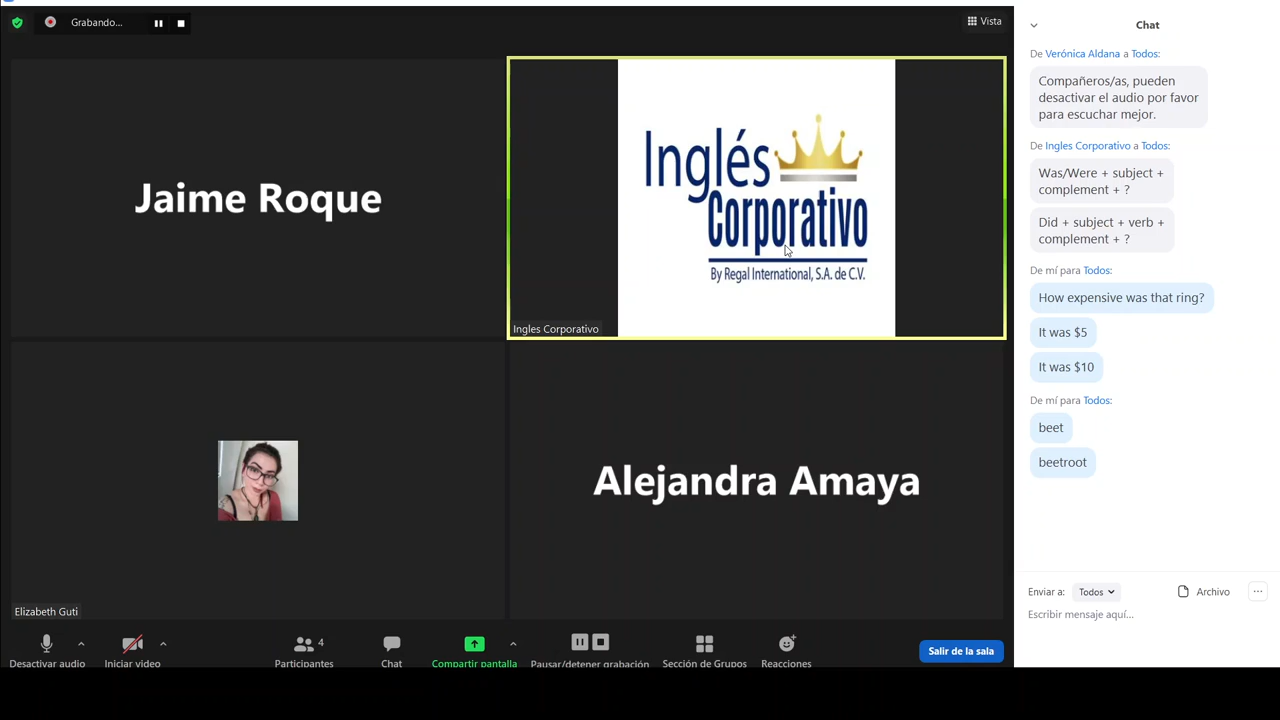 Grabando...
Vista
Jaime Roque
Inglés
Corporativo
By Regal International, S.A. de C.V.
Ingles Corporativo
Elizabeth Guti
Alejandra Amaya
Desactivar audio
Iniciar video
4
Participantes
Chat
Compartir pantalla
Pausar/detener grabación
Sección de Grupos
Reacciones
Salir de la sala
Chat
De Verónica Aldana a Todos:
Compañeros/as, pueden
desactivar el audio por favor
para escuchar mejor.
De Ingles Corporativo a Todos:
Was/Were + subject +
complement + ?
Did + subject + verb +
complement + ?
De mí para Todos:
How expensive was that ring?
It was $5
It was $10
De mí para Todos:
beet
beetroot
Enviar a: Todos
Archivo
Escribir mensaje aquí...